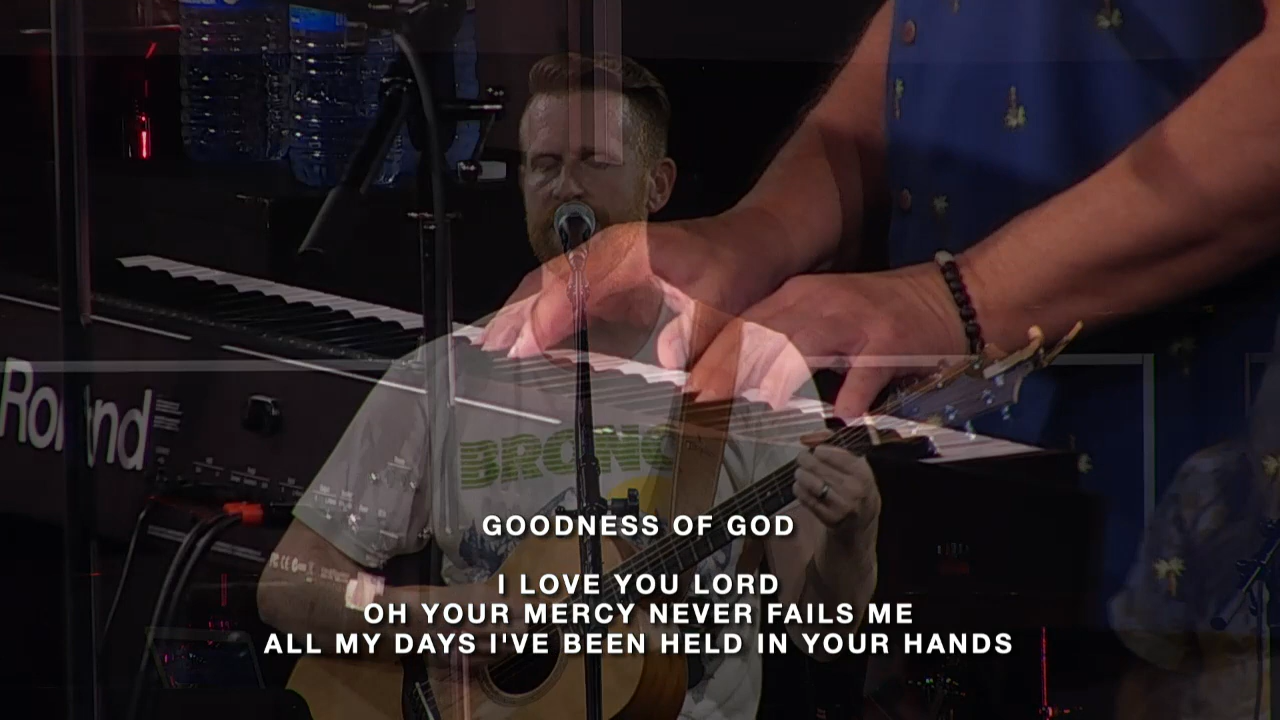 Roland
BRONC
GOODNESS OF GOD
I LOVE YOU LORD
OH YOUR MERCY NEVER FAILS ME
ALL MY DAYS I'VE BEEN HELD IN YOUR HANDS